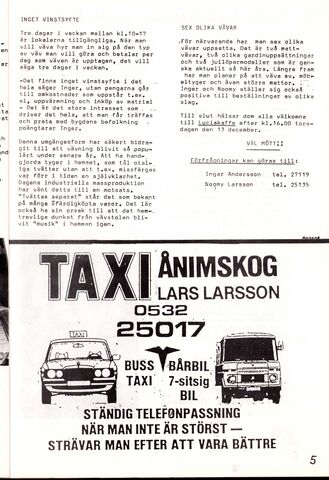 INGET VINSTSYFTE
Tre dagar i veckan mellan kl.10-17
är lokalerna tillgängliga. När man
vill väva hyr man in sig på den typ
av väv man vill göra och betalar per
dag som väven är upptagen, det vill
säga tre dagar i veckan.
-Det finns inget vinstsyfte i det
hela säger Inger, utan pengarna går
till omkostnader som uppstår t.ex.
el, uppvärmning och inköp av material
- Det är det stora intresset som
driver det hela, att man får träffas
och prata med bygdens befolkning
poängterar Inger.
Denna umgängesform har säkert bidra-
git till att vävning blivit så popu-
lärt under senare år. Att ha hand-
gjorda tyger i hemmet, som tål otal-
iga tvättar utan att t.ex. missfärgas
var förr i tiden en självklarhet.
Dagens industriella massproduktion
har vänt detta till en motsats.
"Tvättas separat" står det som bekant
på många färdigköpta varor. Det lär
också ha sin orsak till att det hem-
trevliga dunket från vävstolen bli-
vit "musik" i hemmen igen.
SEX OLIKA VÄVAR
-För närvarande har man sex olika
vävar uppsatta. Det är två matt-
vävar, två olika gardinuppsättningar
och två jullöparmodeller som är gan-
ska aktuellt så här års. Längre fram
har man planer på att väva av. möb-
eltyger och även större mattor.
Inger och Noomy ställer sig också
positiva till beställningar av olika
slag.
Till slut hälsar dom alla välkomna
till Luciakaffe efter kl.16,00 tors-
dagen den 13 december.
VÄL MÖTT!!
Förfrågningar kan göras till:
Inger Andersson tel. 27119
Noomy Larsson tel. 25135
TAXI ÅNIMSKOG
LARS LARSSON
0532
25017
TAXI
BUSS BÅRBIL
TAXI 7-sitsig
BIL
STÄNDIG TELEFONPASSNING
NÄR MAN INTE ÄR STÖRST —
STRÄVAR MAN EFTER ATT VARA BÄTTRE
5